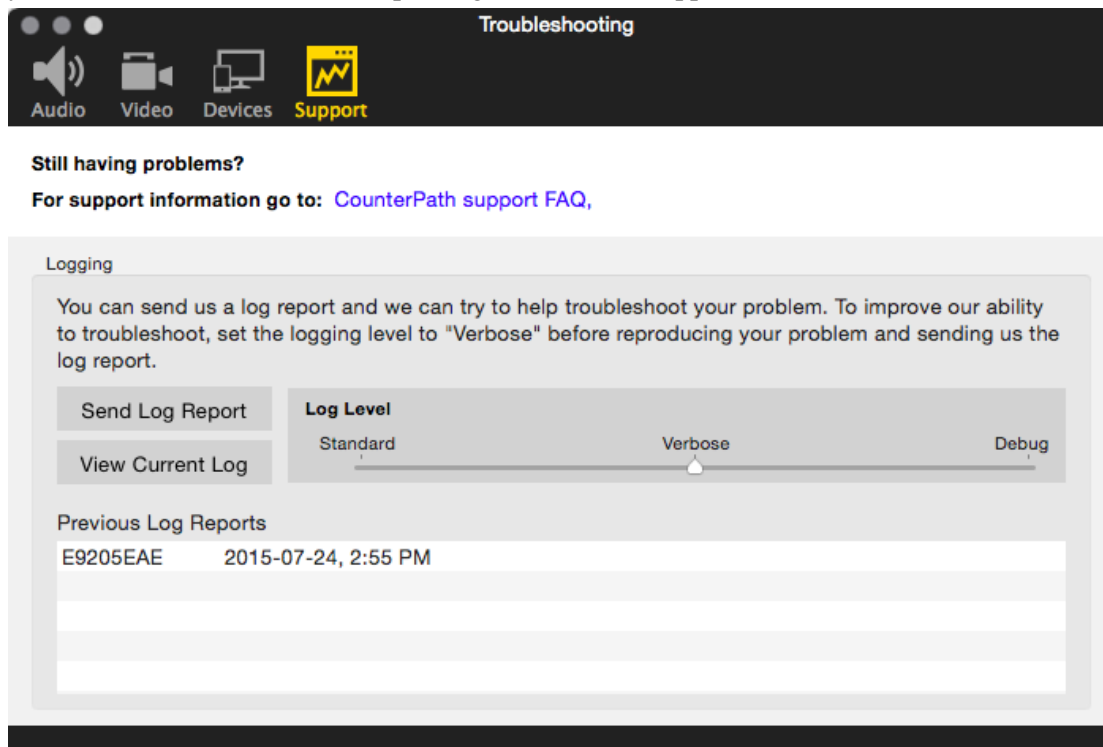 Troubleshooting
Audio Video Devices Support
Still having problems?
For support information go to: CounterPath support FAQ,
Logging
You can send us a log report and we can try to help troubleshoot your problem. To improve our ability
to troubleshoot, set the logging level to "Verbose" before reproducing your problem and sending us the
log report.
Send Log Report
Log Level
Standard Verbose Debug
View Current Log
Previous Log Reports
E9205EAE 2015-07-24, 2:55 PM